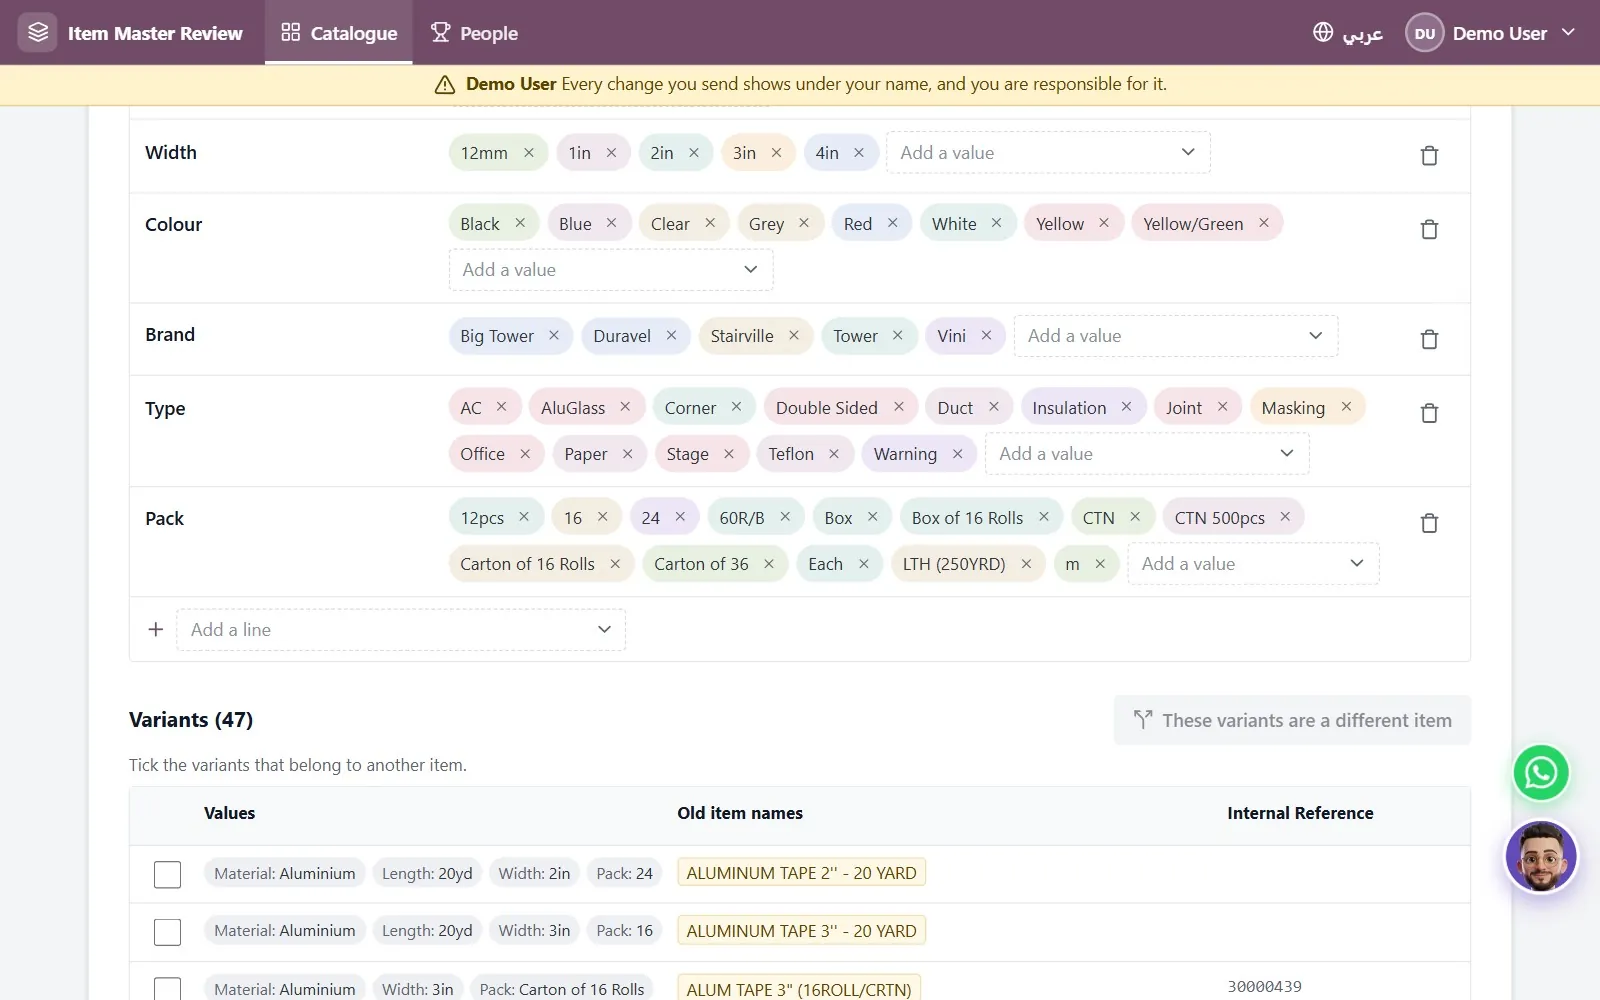 Item Master Review
Catalogue
People
عربي
DU
Demo User
Demo User Every change you send shows under your name, and you are responsible for it.
Width
12mm
1in
2in
3in
4in
Add a value
Colour
Black
Blue
Clear
Grey
Red
White
Yellow
Yellow/Green
Add a value
Brand
Big Tower
Duravel
Stairville
Tower
Vini
Add a value
Type
AC
AluGlass
Corner
Double Sided
Duct
Insulation
Joint
Masking
Office
Paper
Stage
Teflon
Warning
Add a value
Pack
12pcs
16
24
60R/B
Box
Box of 16 Rolls
CTN
CTN 500pcs
Carton of 16 Rolls
Carton of 36
Each
LTH (250YRD)
m
Add a value
Add a line
Variants (47)
These variants are a different item
Tick the variants that belong to another item.
Values
Old item names
Internal Reference
Material: Aluminium
Length: 20yd
Width: 2in
Pack: 24
ALUMINUM TAPE 2'' - 20 YARD
Material: Aluminium
Length: 20yd
Width: 3in
Pack: 16
ALUMINUM TAPE 3'' - 20 YARD
Material: Aluminium
Width: 3in
Pack: Carton of 16 Rolls
ALUM TAPE 3" (16ROLL/CRTN)
30000439